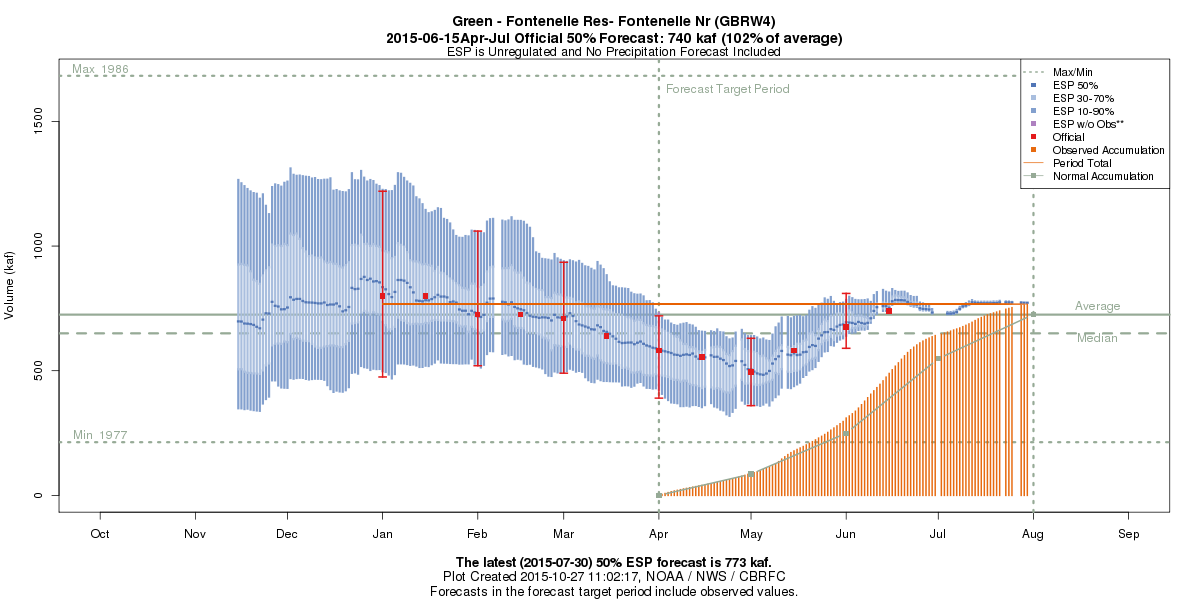 Green - Fontenelle Res- Fontenelle Nr (GBRW4)
2015-06-15Apr-Jul Official 50% Forecast: 740 kaf (102% of average)
ESP is Unregulated and No Precipitation Forecast Included
Max 1986
Forecast Target Period
Max/Min
ESP 50%
ESP 30-70%
ESP 10-90%
ESP w/o Obs**
Official
Observed Accumulation
Period Total
Normal Accumulation
Volume (kaf)
1500
1000
500
0
Average
Median
Min 1977
Oct Nov Dec Jan Feb Mar Apr May Jun Jul Aug Sep
The latest (2015-07-30) 50% ESP forecast is 773 kaf.
Plot Created 2015-10-27 11:02:17, NOAA / NWS / CBRFC
Forecasts in the forecast target period include observed values.